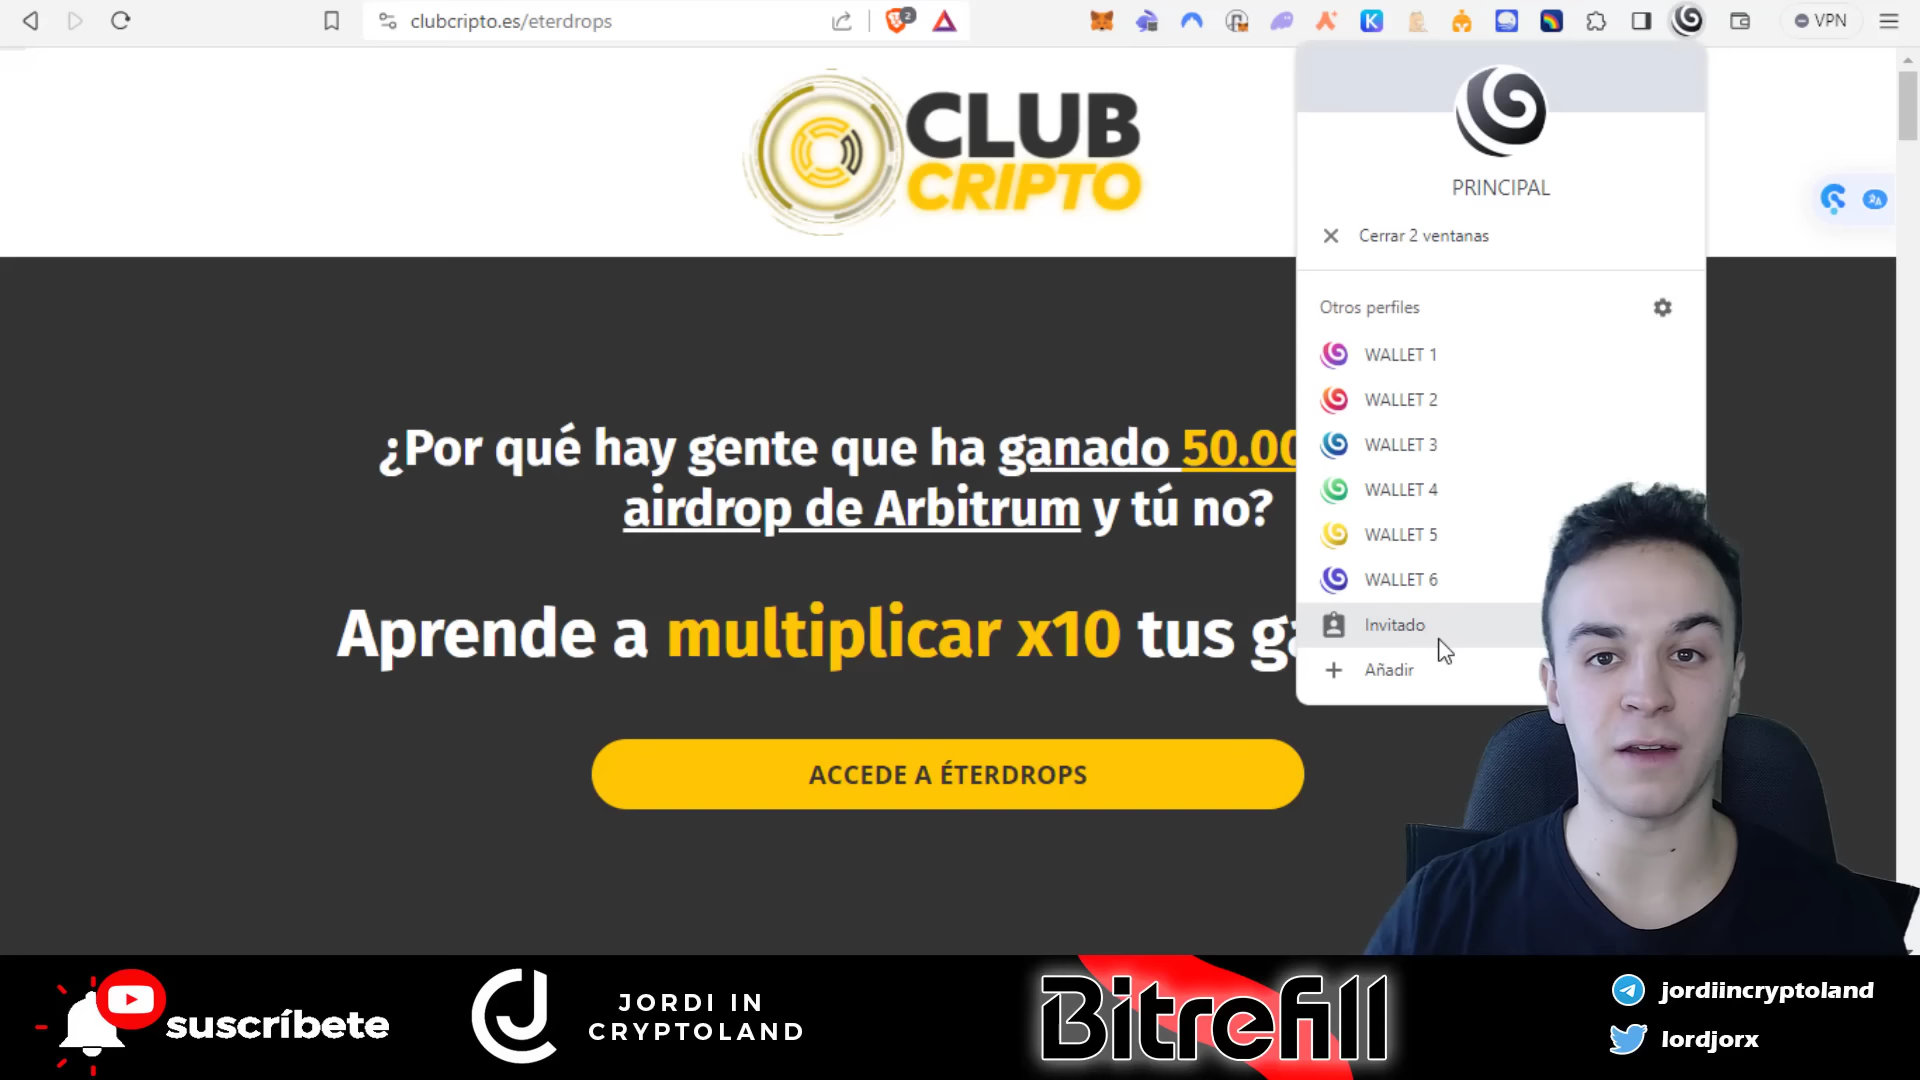 clubcripto.es/eterdrops
2
VPN
CLUB
CRIPTO
PRINCIPAL
Cerrar 2 ventanas
Otros perfiles
WALLET 1
WALLET 2
WALLET 3
WALLET 4
WALLET 5
WALLET 6
Invitado
Añadir
¿Por qué hay gente que ha ganado 50.00
airdrop de Arbitrum y tú no?
Aprende a multiplicar x10 tus ga
ACCEDE A ÉTERDROPS
suscríbete
JORDI IN
CRYPTOLAND
Bitrefill
jordiincryptoland
lordjorx